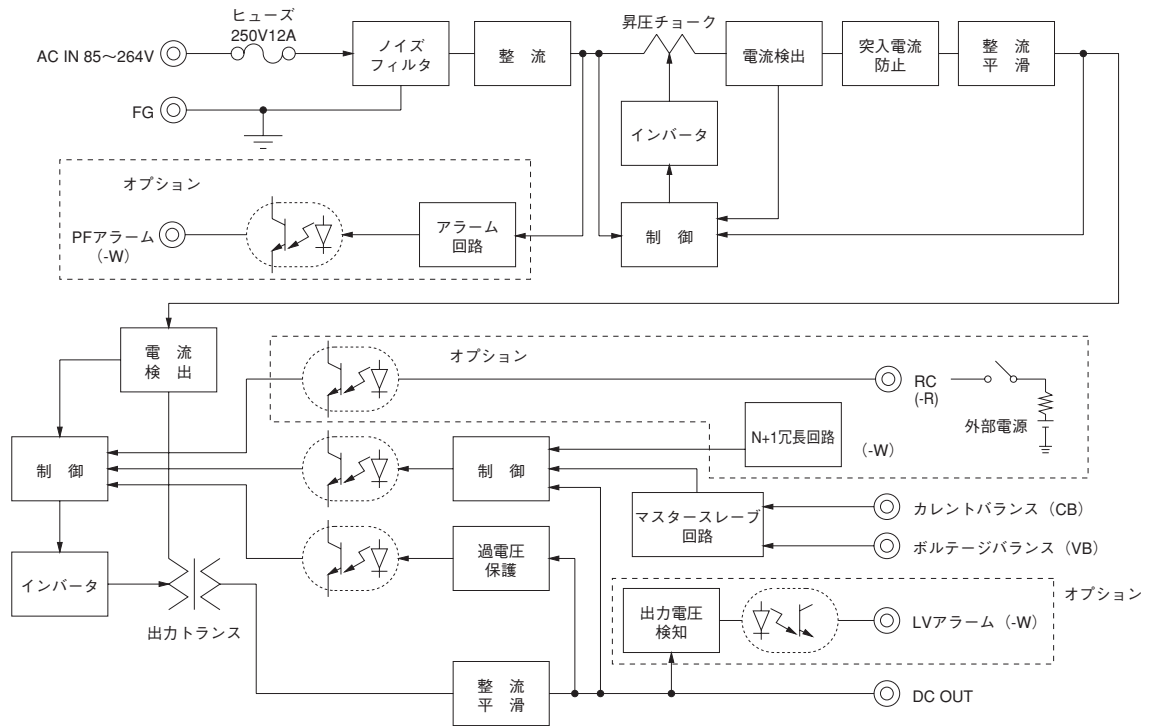 ヒューズ
250V12A
AC IN 85～264V
ノイズ
フィルタ
整 流
昇圧チョーク
電流検出
突入電流
防止
整 流
平 滑
FG
インバータ
オプション
PFアラーム
(-W)
アラーム
回路
制 御
電 流
検 出
オプション
RC
(-R)
外部電源
N+1冗長回路
（-W）
制 御
制 御
マスタースレーブ
回路
カレントバランス（CB）
ボルテージバランス（VB）
過電圧
保護
インバータ
出力トランス
オプション
出力電圧
検知
LVアラーム（-W）
整 流
平 滑
DC OUT